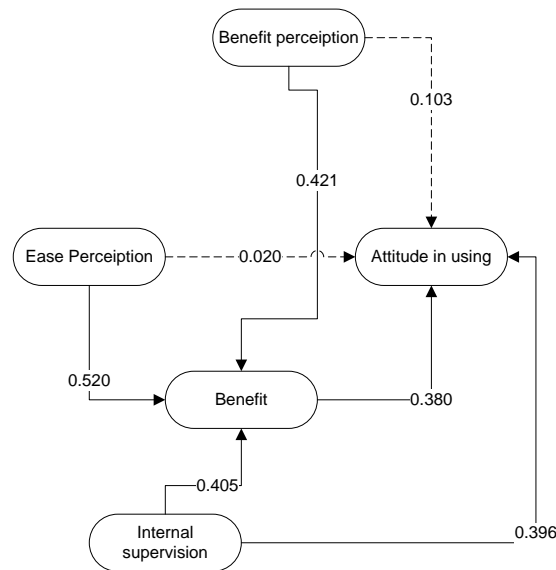 Benefit perceiption
0.103
0.421
Ease Perceiption
0.020
Attitude in using
0.520
Benefit
0.380
0.405
Internal
supervision
0.396